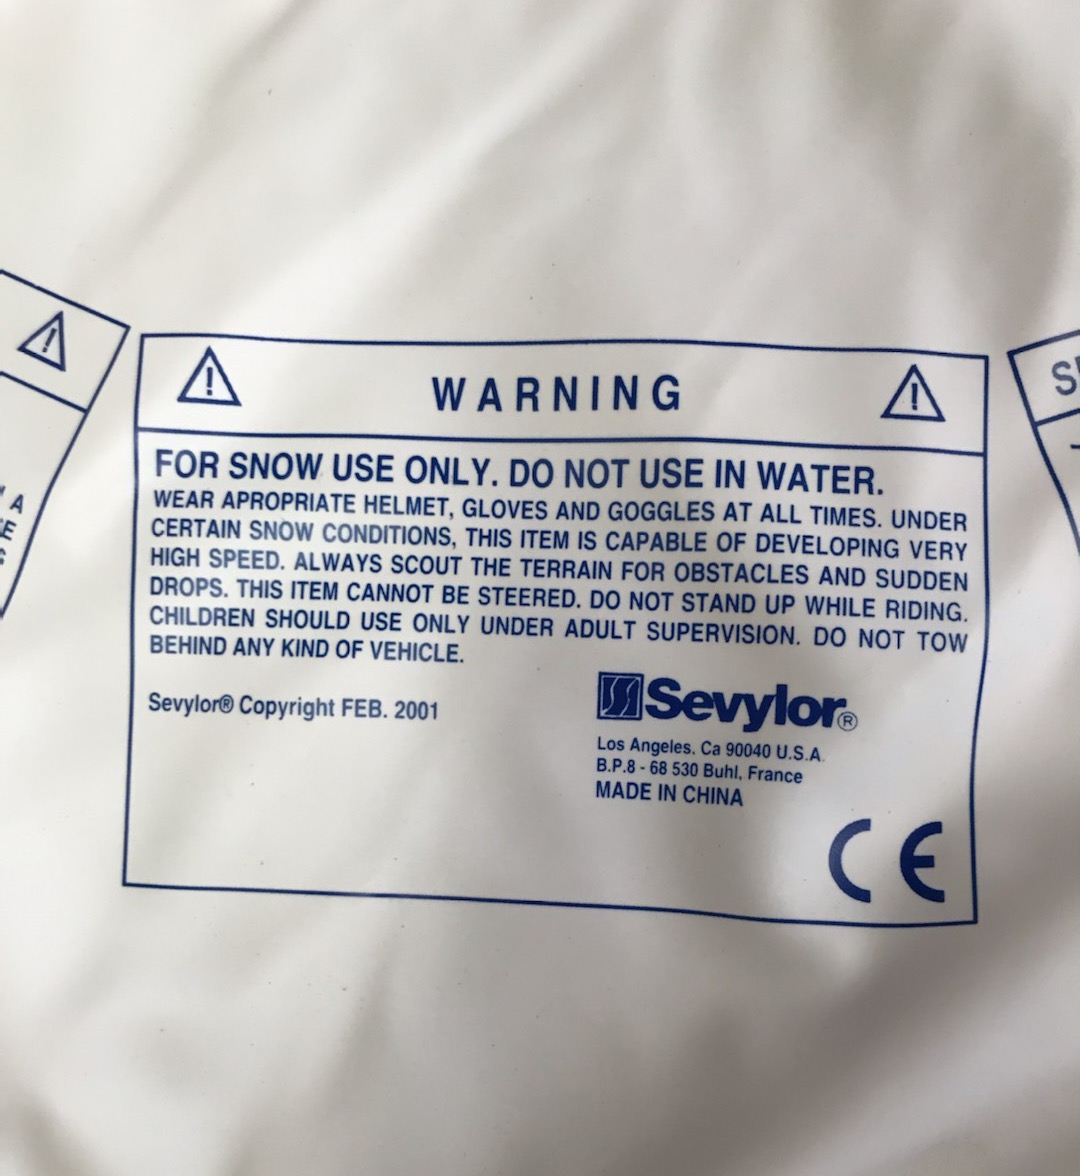 WARNING
FOR SNOW USE ONLY. DO NOT USE IN WATER.
WEAR APROPRIATE HELMET, GLOVES AND GOGGLES AT ALL TIMES. UNDER
CERTAIN SNOW CONDITIONS, THIS ITEM IS CAPABLE OF DEVELOPING VERY
HIGH SPEED. ALWAYS SCOUT THE TERRAIN FOR OBSTACLES AND SUDDEN
DROPS. THIS ITEM CANNOT BE STEERED. DO NOT STAND UP WHILE RIDING.
CHILDREN SHOULD USE ONLY UNDER ADULT SUPERVISION. DO NOT TOW
BEHIND ANY KIND OF VEHICLE.
Sevylor® Copyright FEB. 2001
Sevylor®
Los Angeles, Ca 90040 U.S.A.
B.P.8 - 68 530 Buhl, France
MADE IN CHINA
CE
A